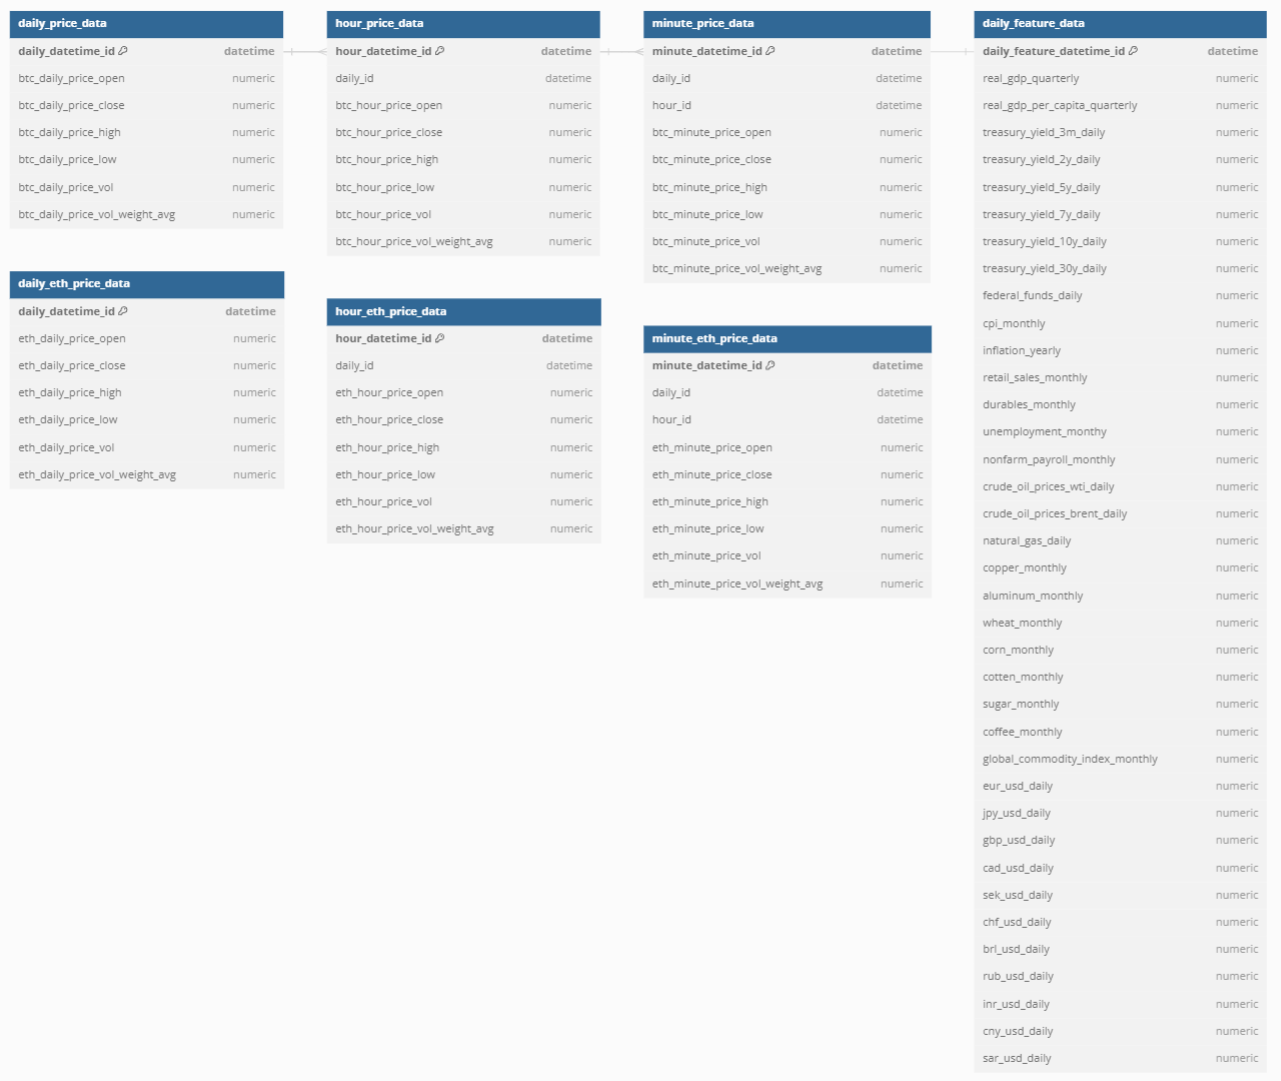 daily_price_data
daily_datetime_id datetime
btc_daily_price_open numeric
btc_daily_price_close numeric
btc_daily_price_high numeric
btc_daily_price_low numeric
btc_daily_price_vol numeric
btc_daily_price_vol_weight_avg numeric
daily_eth_price_data
daily_datetime_id datetime
eth_daily_price_open numeric
eth_daily_price_close numeric
eth_daily_price_high numeric
eth_daily_price_low numeric
eth_daily_price_vol numeric
eth_daily_price_vol_weight_avg numeric
hour_price_data
hour_datetime_id datetime
daily_id datetime
btc_hour_price_open numeric
btc_hour_price_close numeric
btc_hour_price_high numeric
btc_hour_price_low numeric
btc_hour_price_vol numeric
btc_hour_price_vol_weight_avg numeric
hour_eth_price_data
hour_datetime_id datetime
daily_id datetime
eth_hour_price_open numeric
eth_hour_price_close numeric
eth_hour_price_high numeric
eth_hour_price_low numeric
eth_hour_price_vol numeric
eth_hour_price_vol_weight_avg numeric
minute_price_data
minute_datetime_id datetime
daily_id datetime
hour_id datetime
btc_minute_price_open numeric
btc_minute_price_close numeric
btc_minute_price_high numeric
btc_minute_price_low numeric
btc_minute_price_vol numeric
btc_minute_price_vol_weight_avg numeric
minute_eth_price_data
minute_datetime_id datetime
daily_id datetime
hour_id datetime
eth_minute_price_open numeric
eth_minute_price_close numeric
eth_minute_price_high numeric
eth_minute_price_low numeric
eth_minute_price_vol numeric
eth_minute_price_vol_weight_avg numeric
daily_feature_data
daily_feature_datetime_id datetime
real_gdp_quarterly numeric
real_gdp_per_capita_quarterly numeric
treasury_yield_3m_daily numeric
treasury_yield_2y_daily numeric
treasury_yield_5y_daily numeric
treasury_yield_7y_daily numeric
treasury_yield_10y_daily numeric
treasury_yield_30y_daily numeric
federal_funds_daily numeric
cpi_monthly numeric
inflation_yearly numeric
retail_sales_monthly numeric
durables_monthly numeric
unemployment_monthy numeric
nonfarm_payroll_monthly numeric
crude_oil_prices_wti_daily numeric
crude_oil_prices_brent_daily numeric
natural_gas_daily numeric
copper_monthly numeric
aluminum_monthly numeric
wheat_monthly numeric
corn_monthly numeric
cotten_monthly numeric
sugar_monthly numeric
coffee_monthly numeric
global_commodity_index_monthly numeric
eur_usd_daily numeric
jpy_usd_daily numeric
gbp_usd_daily numeric
cad_usd_daily numeric
sek_usd_daily numeric
chf_usd_daily numeric
brl_usd_daily numeric
rub_usd_daily numeric
inr_usd_daily numeric
cny_usd_daily numeric
sar_usd_daily numeric